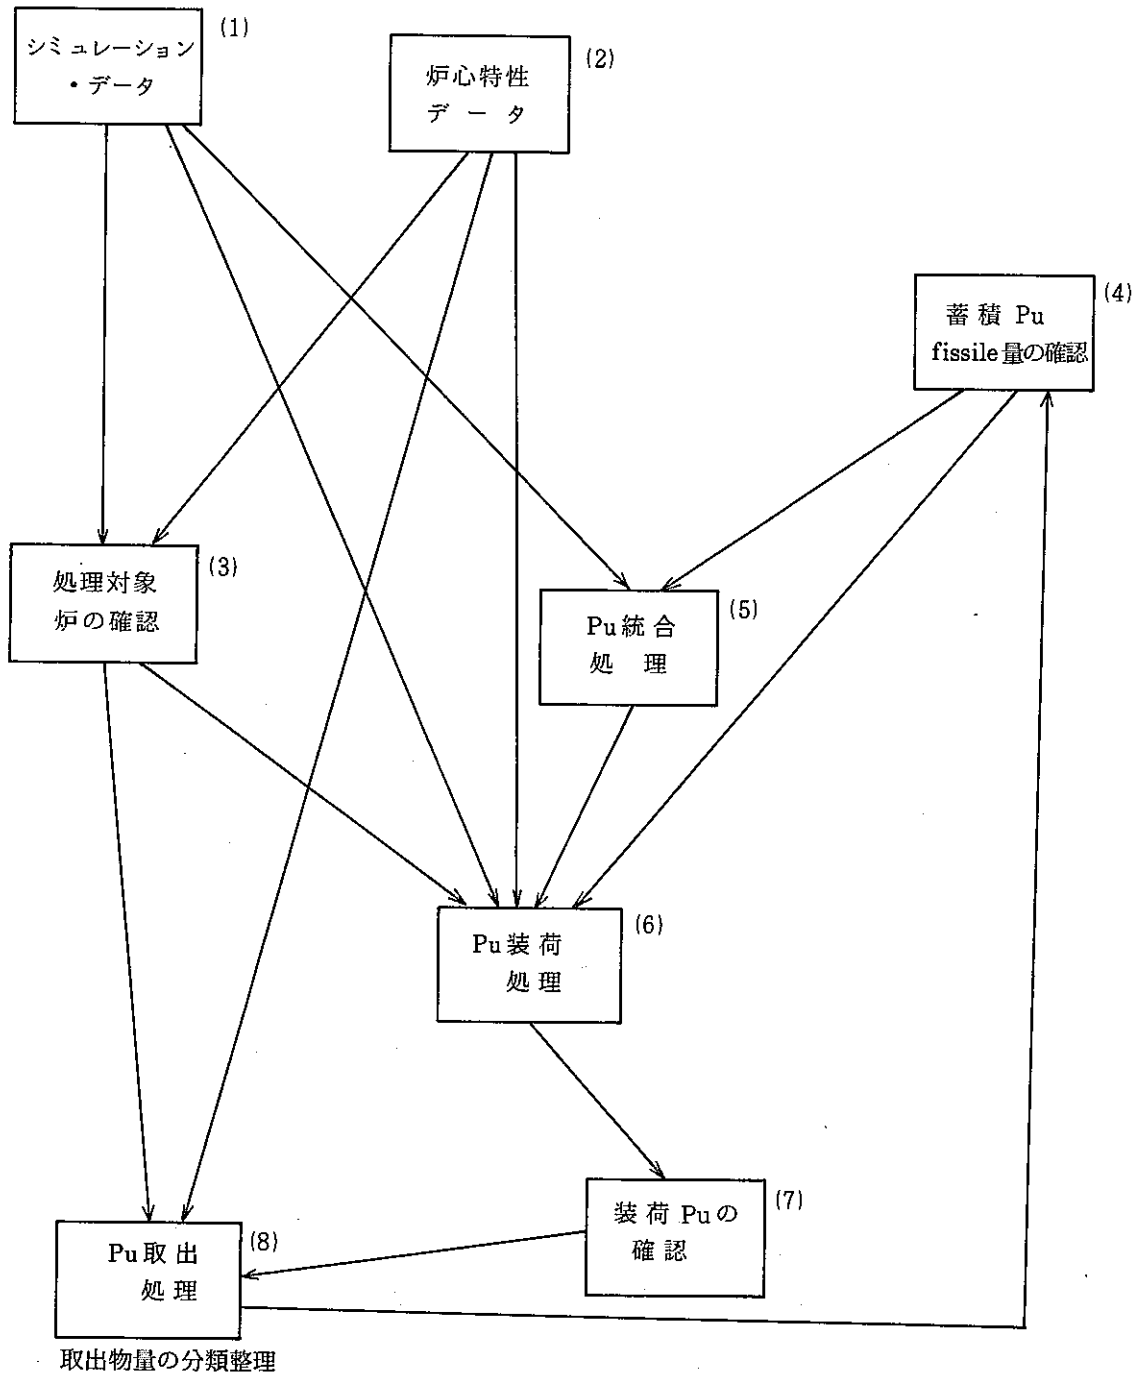 (1)
シミュレーション
・データ
(2)
炉心特性
データ
(4)
蓄積 Pu
fissile量の確認
(3)
処理対象
炉の確認
(5)
Pu統合
処理
(6)
Pu装荷
処理
(7)
装荷 Puの
確認
(8)
Pu取出
処理
取出物量の分類整理